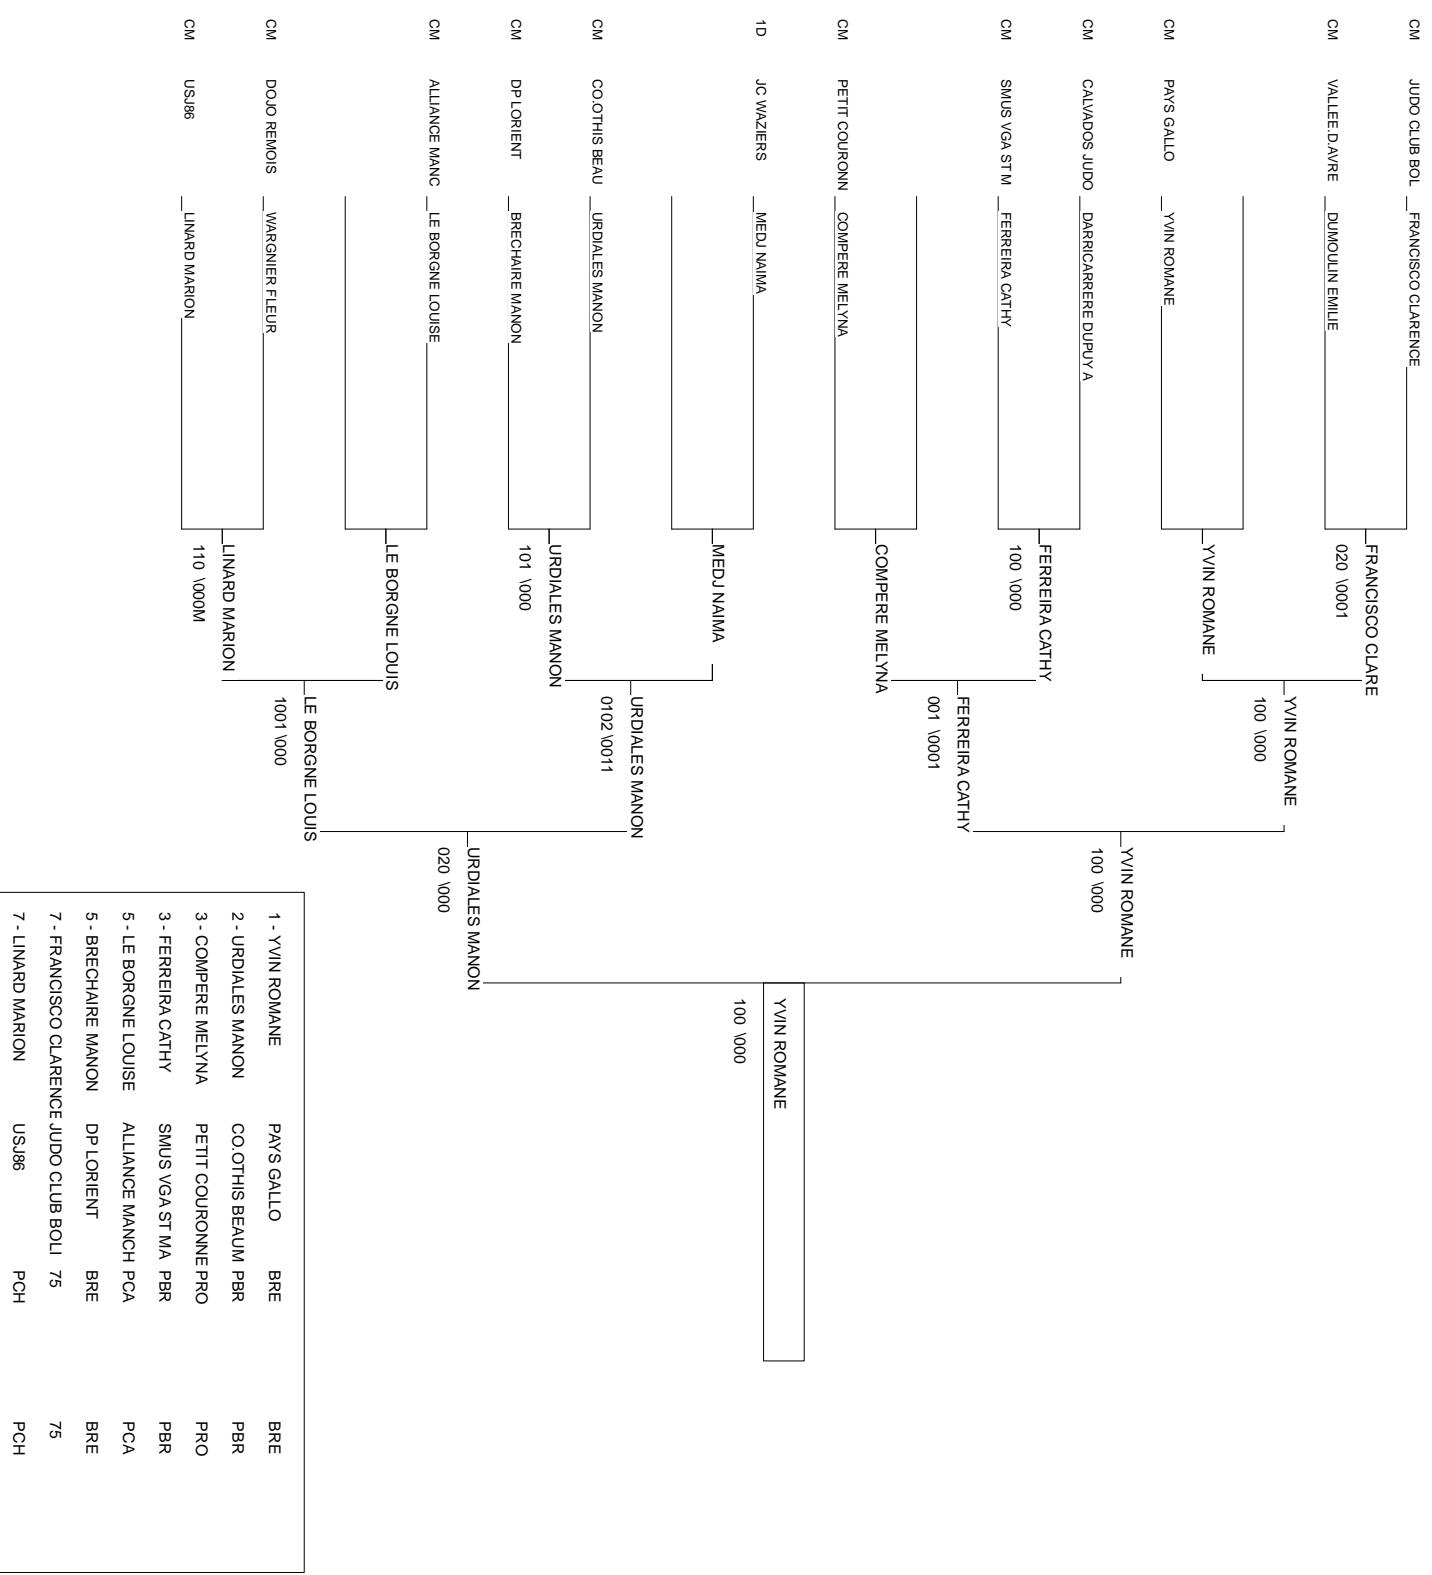 CM JUDO CLUB BOL FRANCISCO CLARENCE
CM VALLEE.D.AVRE DUMOULIN EMILIE
CM PAYS GALLO YVIN ROMANE
CM CALVADOS JUDO DARRICARRERE DUPUY A
CM SMUS VGA ST M FERREIRA CATHY
CM PETIT COURONN COMPERE MELYNA
1D JC WAZIERS MEDJ NAIMA
CM CO.OTHIS BEAU URDIALES MANON
CM DP LORIENT BRECHAIRE MANON
CM ALLIANCE MANC LE BORGNE LOUISE
CM DOJO REMOIS WARGNIER FLEUR
CM USJ86 LINARD MARION
FRANCISCO CLARE
020 \0001
YVIN ROMANE
FERREIRA CATHY
100 \000
COMPERE MELYNA
MEDJ NAIMA
URDIALES MANON
101 \000
LE BORGNE LOUIS
LINARD MARION
110 \000M
YVIN ROMANE
100 \000
FERREIRA CATHY
001 \0001
URDIALES MANON
0102 \0011
LE BORGNE LOUIS
1001 \000
YVIN ROMANE
100 \000
URDIALES MANON
020 \000
YVIN ROMANE
100 \000
1 - YVIN ROMANE PAYS GALLO BRE BRE
2 - URDIALES MANON CO.OTHIS BEAUM PBR PBR
3 - COMPERE MELYNA PETIT COURONNE PRO PRO
3 - FERREIRA CATHY SMUS VGA ST MA PBR PBR
5 - LE BORGNE LOUISE ALLIANCE MANCH PCA PCA
5 - BRECHAIRE MANON DP LORIENT BRE BRE
7 - FRANCISCO CLARENCE JUDO CLUB BOLI 75 75
7 - LINARD MARION USJ86 PCH PCH